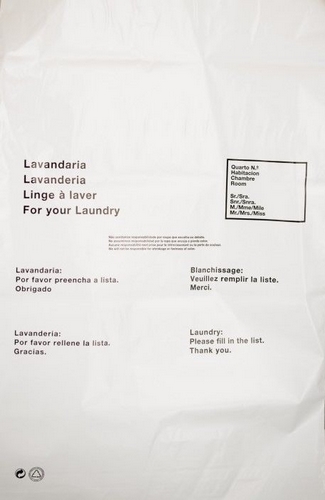 Lavandaria
Lavanderia
Linge à laver
For your Laundry
Quarto N.º
Habitacion
Chambre
Room
Sr./Sra.
Snr./Snra.
M./Mme/Mlle
Mr./Mrs./Miss
Lavandaria:
Por favor preencha a lista.
Obrigado
Blanchissage:
Veuillez remplir la liste.
Merci.
Lavanderia:
Por favor rellene la lista.
Gracias.
Laundry:
Please fill in the list.
Thank you.